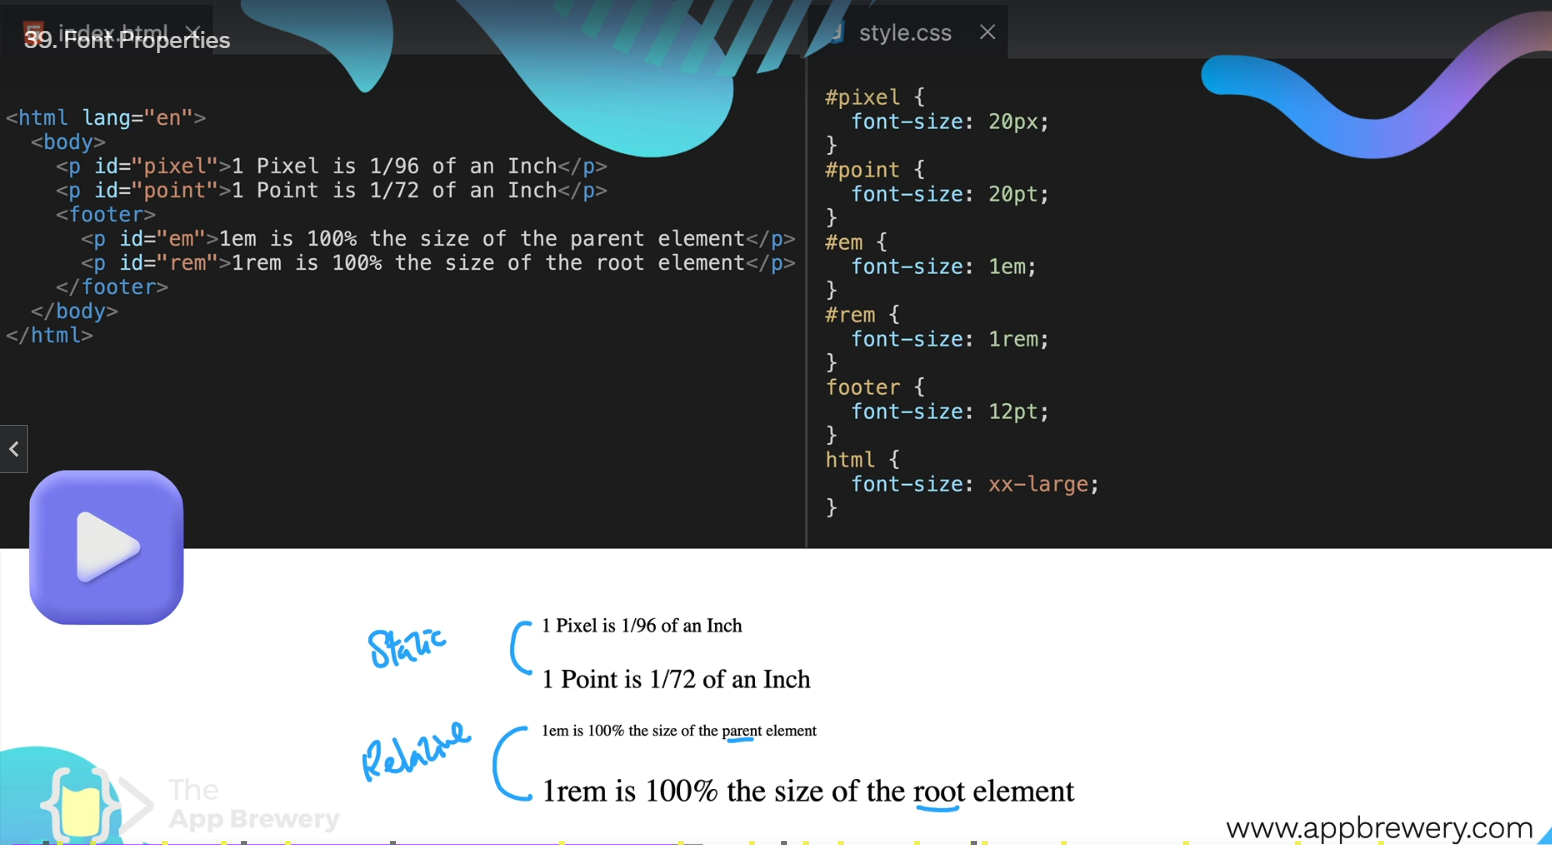 index.html
39. Font Properties
style.css
<html lang="en">
<body>
<p id="pixel">1 Pixel is 1/96 of an Inch</p>
<p id="point">1 Point is 1/72 of an Inch</p>
<footer>
<p id="em">1em is 100% the size of the parent element</p>
<p id="rem">1rem is 100% the size of the root element</p>
</footer>
</body>
</html>
#pixel {
font-size: 20px;
}
#point {
font-size: 20pt;
}
#em {
font-size: 1em;
}
#rem {
font-size: 1rem;
}
footer {
font-size: 12pt;
}
html {
font-size: xx-large;
}
Static
1 Pixel is 1/96 of an Inch
1 Point is 1/72 of an Inch
Relative
1em is 100% the size of the parent element
1rem is 100% the size of the root element
The
App Brewery
www.appbrewery.com